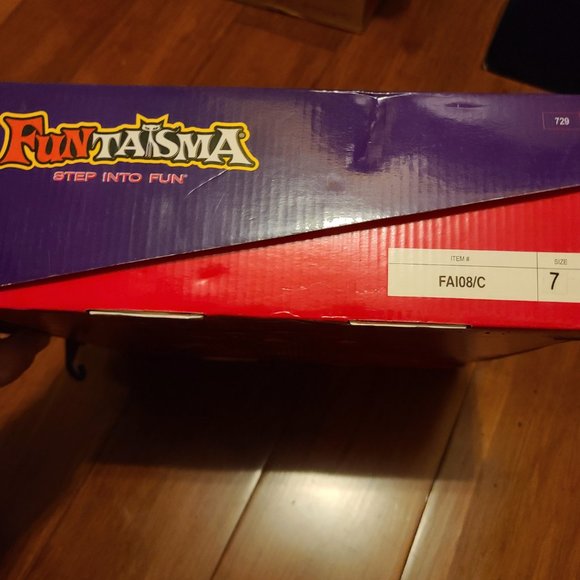 729
FUNTASMA
STEP INTO FUN®
ITEM #
SIZE
FAI08/C
7